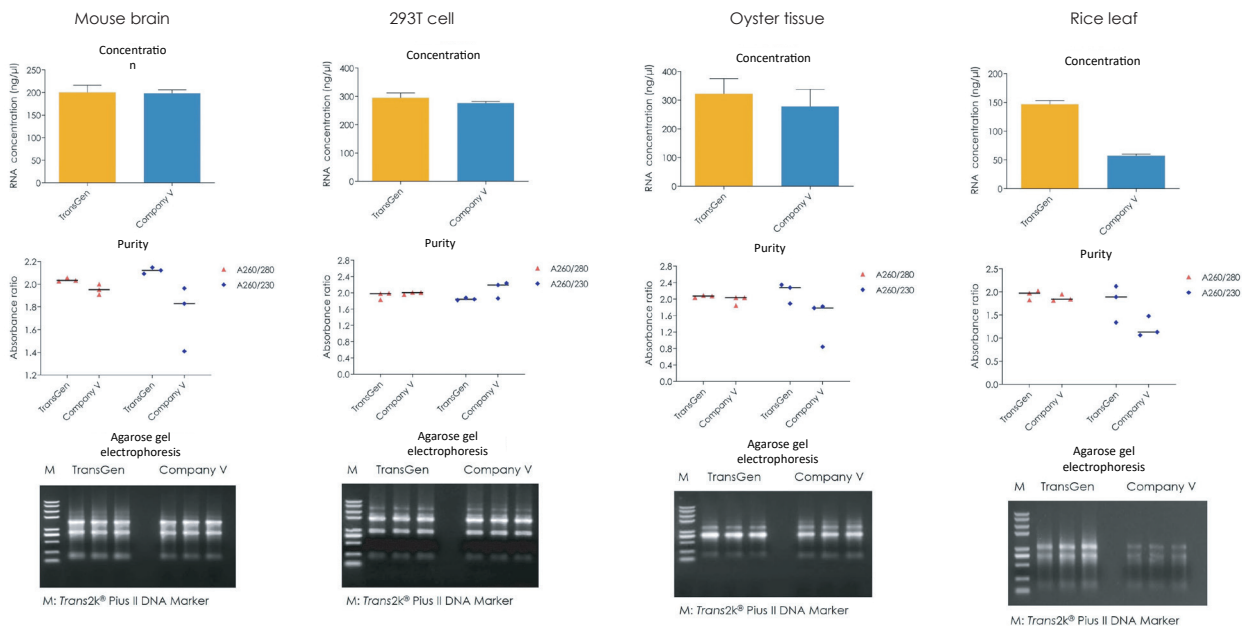 Mouse brain
Concentratio
n
RNA concentration (ng/μl)
250
200
150
100
50
0
TransGen
Company V
Purity
Absorbance ratio
2.2
2.0
1.8
1.6
1.4
1.2
TransGen
Company V
TransGen
Company V
A260/280
A260/230
Agarose gel
electrophoresis
M TransGen Company V
M: Trans2k® Pius II DNA Marker
293T cell
Concentration
RNA concentration (ng/μl)
400
300
200
100
0
TransGen
Company V
Purity
Absorbance ratio
2.8
2.4
2.0
1.6
1.2
0.8
0.4
0.0
TransGen
Company V
TransGen
Company V
A260/280
A260/230
Agarose gel
electrophoresis
M TransGen Company V
M: Trans2k® Pius II DNA Marker
Oyster tissue
Concentration
RNA concentration (ng/μl)
400
300
200
100
0
TransGen
Company V
Purity
Absorbance ratio
2.8
2.4
2.0
1.6
1.2
0.8
0.4
0.0
TransGen
Company V
TransGen
Company V
A260/280
A260/230
Agarose gel
electrophoresis
M TransGen Company V
M: Trans2k® Pius II DNA Marker
Rice leaf
Concentration
RNA concentration (ng/μl)
200
150
100
50
0
TransGen
Company V
Purity
Absorbance ratio
2.5
2.0
1.5
1.0
0.5
0.0
TransGen
Company V
TransGen
Company V
A260/280
A260/230
Agarose gel
electrophoresis
M TransGen Company V
M: Trans2k® Pius II DNA Marker